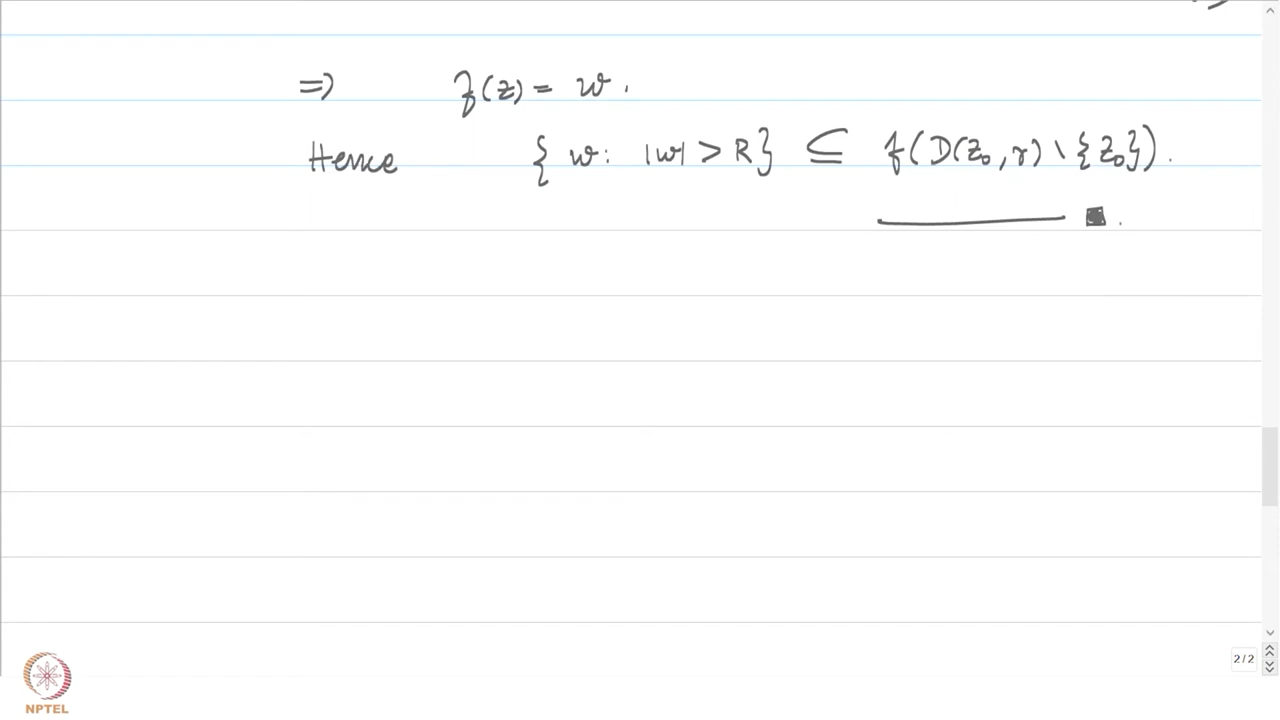 ⇒ f(z) = w.
Hence { w : |w| > R} ⊆ f(D(z₀, r) \ {z₀}).
2 / 2
NPTEL